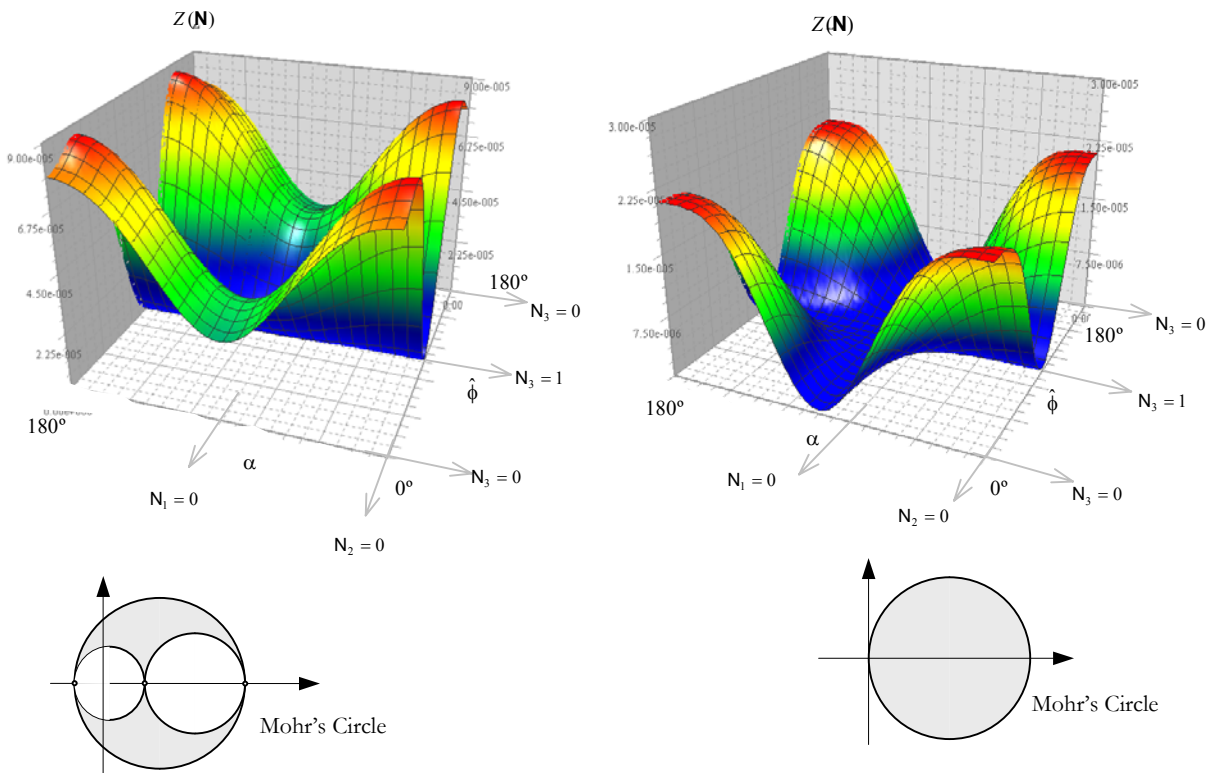 Z(N)
9.00e-005
6.75e-005
4.50e-005
2.25e-005
0.00
9.00e-005
6.75e-005
4.50e-005
2.25e-005
180º
N₃ = 0
N₃ = 1
ϕ̂
180º
α
N₃ = 0
N₁ = 0
0º
N₂ = 0
Mohr's Circle
Z(N)
3.00e-005
2.25e-005
1.50e-005
7.50e-006
3.00e-005
2.25e-005
1.50e-005
7.50e-006
180º
N₃ = 0
N₃ = 1
ϕ̂
180º
α
N₁ = 0
0º
N₃ = 0
N₂ = 0
Mohr's Circle